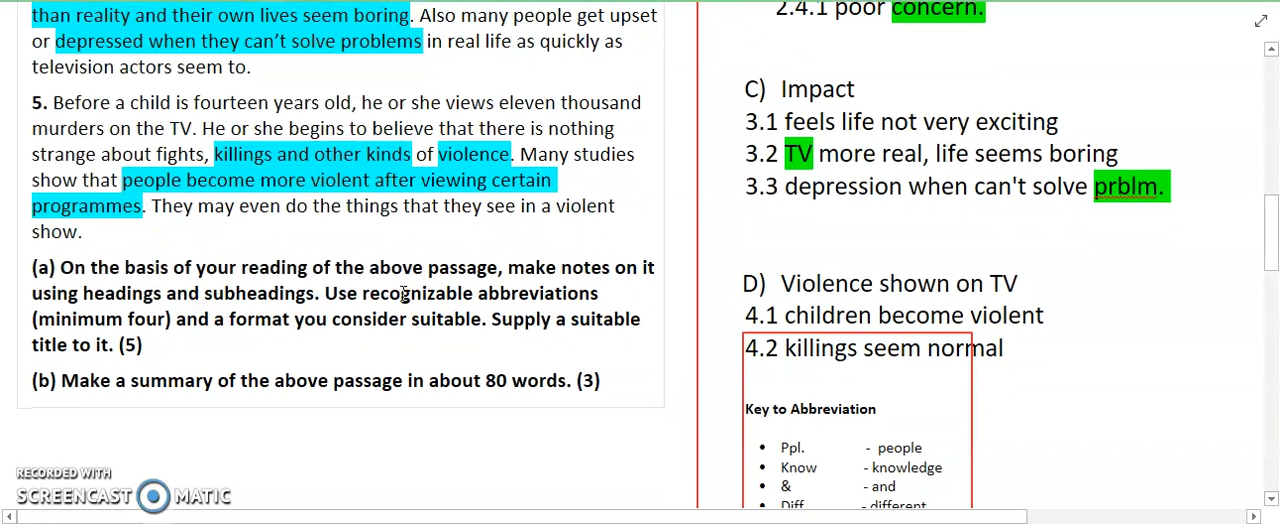 than reality and their own lives seem boring. Also many people get upset
or depressed when they can’t solve problems in real life as quickly as
television actors seem to.
5. Before a child is fourteen years old, he or she views eleven thousand
murders on the TV. He or she begins to believe that there is nothing
strange about fights, killings and other kinds of violence. Many studies
show that people become more violent after viewing certain
programmes. They may even do the things that they see in a violent
show.
(a) On the basis of your reading of the above passage, make notes on it
using headings and subheadings. Use recognizable abbreviations
(minimum four) and a format you consider suitable. Supply a suitable
title to it. (5)
(b) Make a summary of the above passage in about 80 words. (3)
RECORDED WITH
SCREENCAST MATIC
2.4.1 poor concern.
C) Impact
3.1 feels life not very exciting
3.2 TV more real, life seems boring
3.3 depression when can't solve prblm.
D) Violence shown on TV
4.1 children become violent
4.2 killings seem normal
Key to Abbreviation
• Ppl. - people
• Know - knowledge
• & - and
• Diff - different